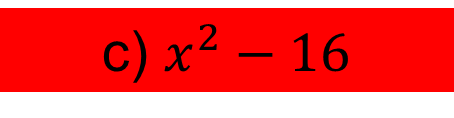 c) x² − 16